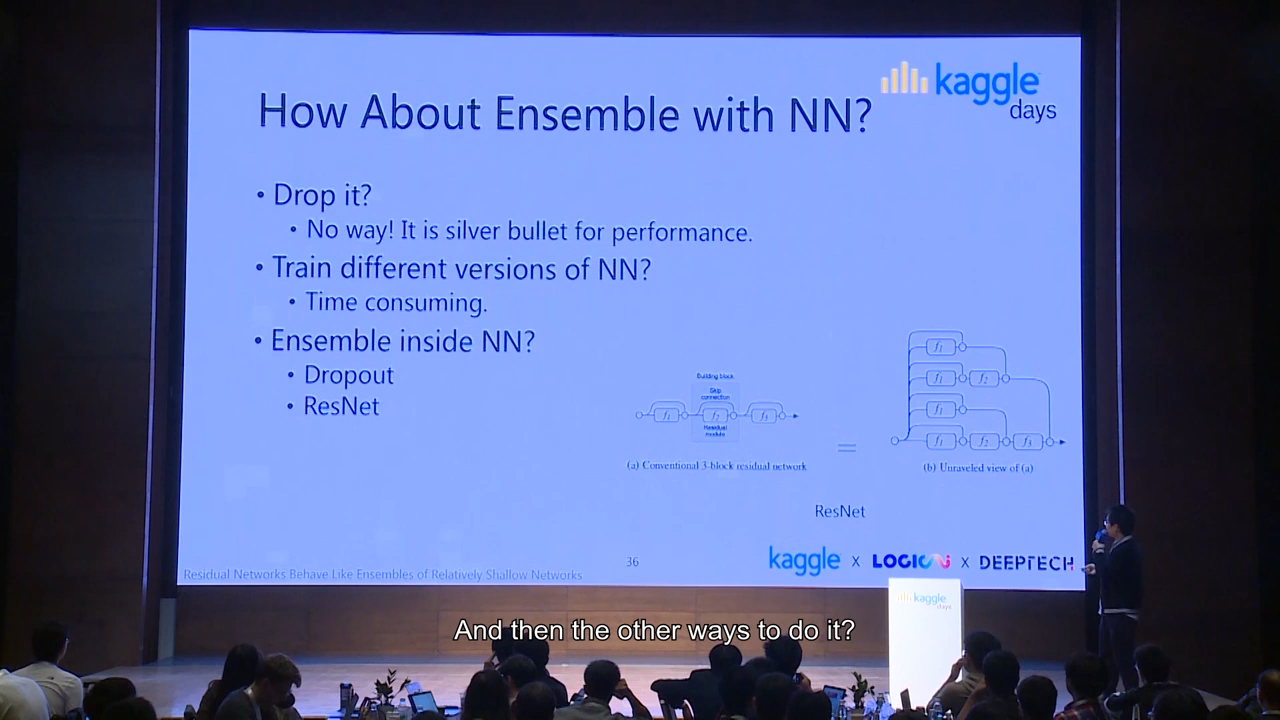 kaggle
days
How About Ensemble with NN?
• Drop it?
• No way! It is silver bullet for performance.
• Train different versions of NN?
• Time consuming.
• Ensemble inside NN?
• Dropout
• ResNet
Building block
Skip
connection
f1 f2 f3
Residual
module
(a) Conventional 3-block residual network
=
f1
f1 f2
f1
f1 f2 f3
(b) Unraveled view of (a)
ResNet
36
kaggle x LOGIC x DEEPTECH
Residual Networks Behave Like Ensembles of Relatively Shallow Networks
kaggle
days
And then the other ways to do it?